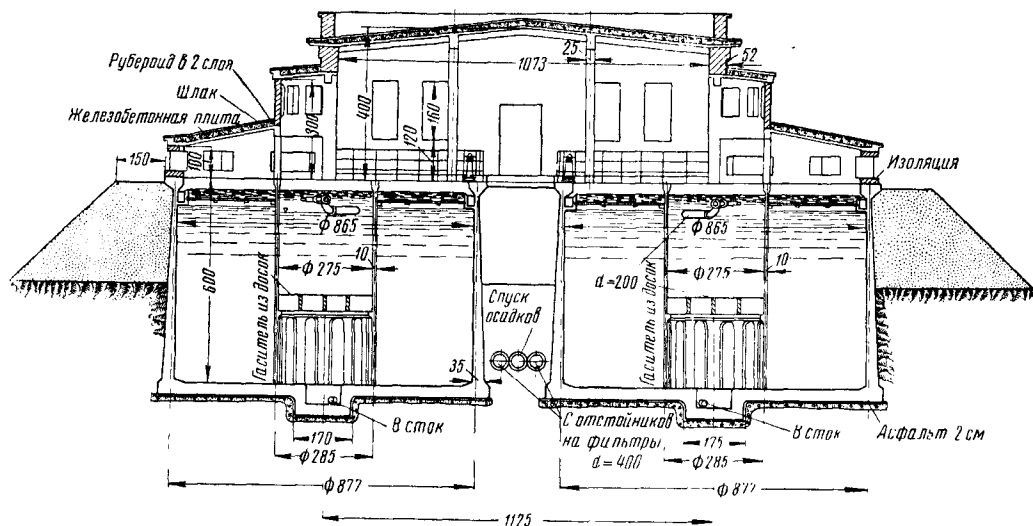 Рубероид в 2 слоя
Шлак
Железобетонная плита
150
100
300
400
120
160
25
1073
52
Изоляция
ф 865
ф 865
10
10
ф 275
ф 275
600
Гаситель из досок
Гаситель из досок
d=200
Спуск
осадков
35
В сток
В сток
С отстойников
на фильтры,
d=400
Асфальт 2 см
170
175
ф 285
ф 285
ф 877
ф 877
1175